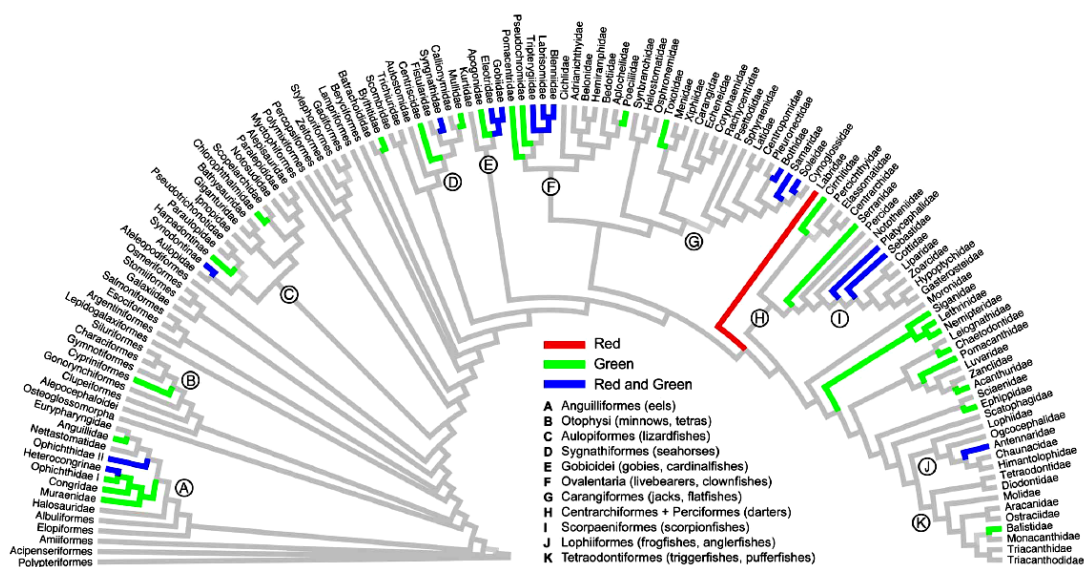 Polypteriformes
Acipenseriformes
Amiiformes
Elopiformes
Albuliformes
Halosauridae
Muraenidae
Congridae
Ophichthidae I
Heterocongrinae
Ophichthidae II
Nettastomatidae
Anguillidae
Eurypharyngidae
Osteoglossomorpha
Alepocephaloidei
Clupeiformes
Gonorynchiformes
Cypriniformes
Gymnotiformes
Characiformes
Siluriformes
Lepidogalaxiiformes
Argentiniformes
Esociformes
Salmoniformes
Galaxiidae
Stomiiformes
Osmeriformes
Ateleopodiformes
Aulopidae
Synodontinae
Harpadontinae
Paraulopidae
Pseudotrichonotidae
Ipnopidae
Giganturidae
Bathysauridae
Chlorophthalmidae
Scopelarchidae
Notosudidae
Paralepididae
Alepisauridae
Myctophiformes
Polymixiiformes
Percopsiformes
Zeiformes
Stylephoriformes
Gadiformes
Lampriformes
Beryciformes
Batrachoididae
Bythitidae
Scombridae
Trichiuridae
Aulostomidae
Centriscidae
Fistulariidae
Syngnathidae
Callionymidae
Mullidae
Kurtidae
Apogonidae
Eleotridae
Gobiidae
Pomacentridae
Pseudochromidae
Tripterygiidae
Labrisomidae
Blenniidae
Cichlidae
Adrianichthyidae
Belonidae
Hemiramphidae
Bedotiidae
Aplocheilidae
Poeciliidae
Synbranchidae
Helostomatidae
Osphronemidae
Toxotidae
Menidae
Xiphiidae
Carangidae
Echeneidae
Coryphaenidae
Rachycentridae
Psettodidae
Sphyraenidae
Latidae
Centropomidae
Pleuronectidae
Bothidae
Samaridae
Soleidae
Cynoglossidae
Labridae
Cirrhitidae
Percichthyidae
Elassomatidae
Centrarchidae
Serranidae
Percidae
Nototheniidae
Platycephalidae
Sebastidae
Cottidae
Liparidae
Zoarcidae
Hypoptychidae
Gasterosteidae
Moronidae
Siganidae
Lethrinidae
Nemipteridae
Leiognathidae
Chaetodontidae
Pomacanthidae
Luvaridae
Zanclidae
Acanthuridae
Sciaenidae
Ephippidae
Scatophagidae
Lophiidae
Ogcocephalidae
Antennaridae
Chaunacidae
Himantolophidae
Tetraodontidae
Diodontidae
Molidae
Aracanidae
Ostraciidae
Balistidae
Monacanthidae
Triacanthidae
Triacanthodidae
A
B
C
D
E
F
G
H
I
J
K
Red
Green
Red and Green
A Anguilliformes (eels)
B Otophysi (minnows, tetras)
C Aulopiformes (lizardfishes)
D Sygnathiformes (seahorses)
E Gobioidei (gobies, cardinalfishes)
F Ovalentaria (livebearers, clownfishes)
G Carangiformes (jacks, flatfishes)
H Centrarchiformes + Perciformes (darters)
I Scorpaeniformes (scorpionfishes)
J Lophiiformes (frogfishes, anglerfishes)
K Tetraodontiformes (triggerfishes, pufferfishes)